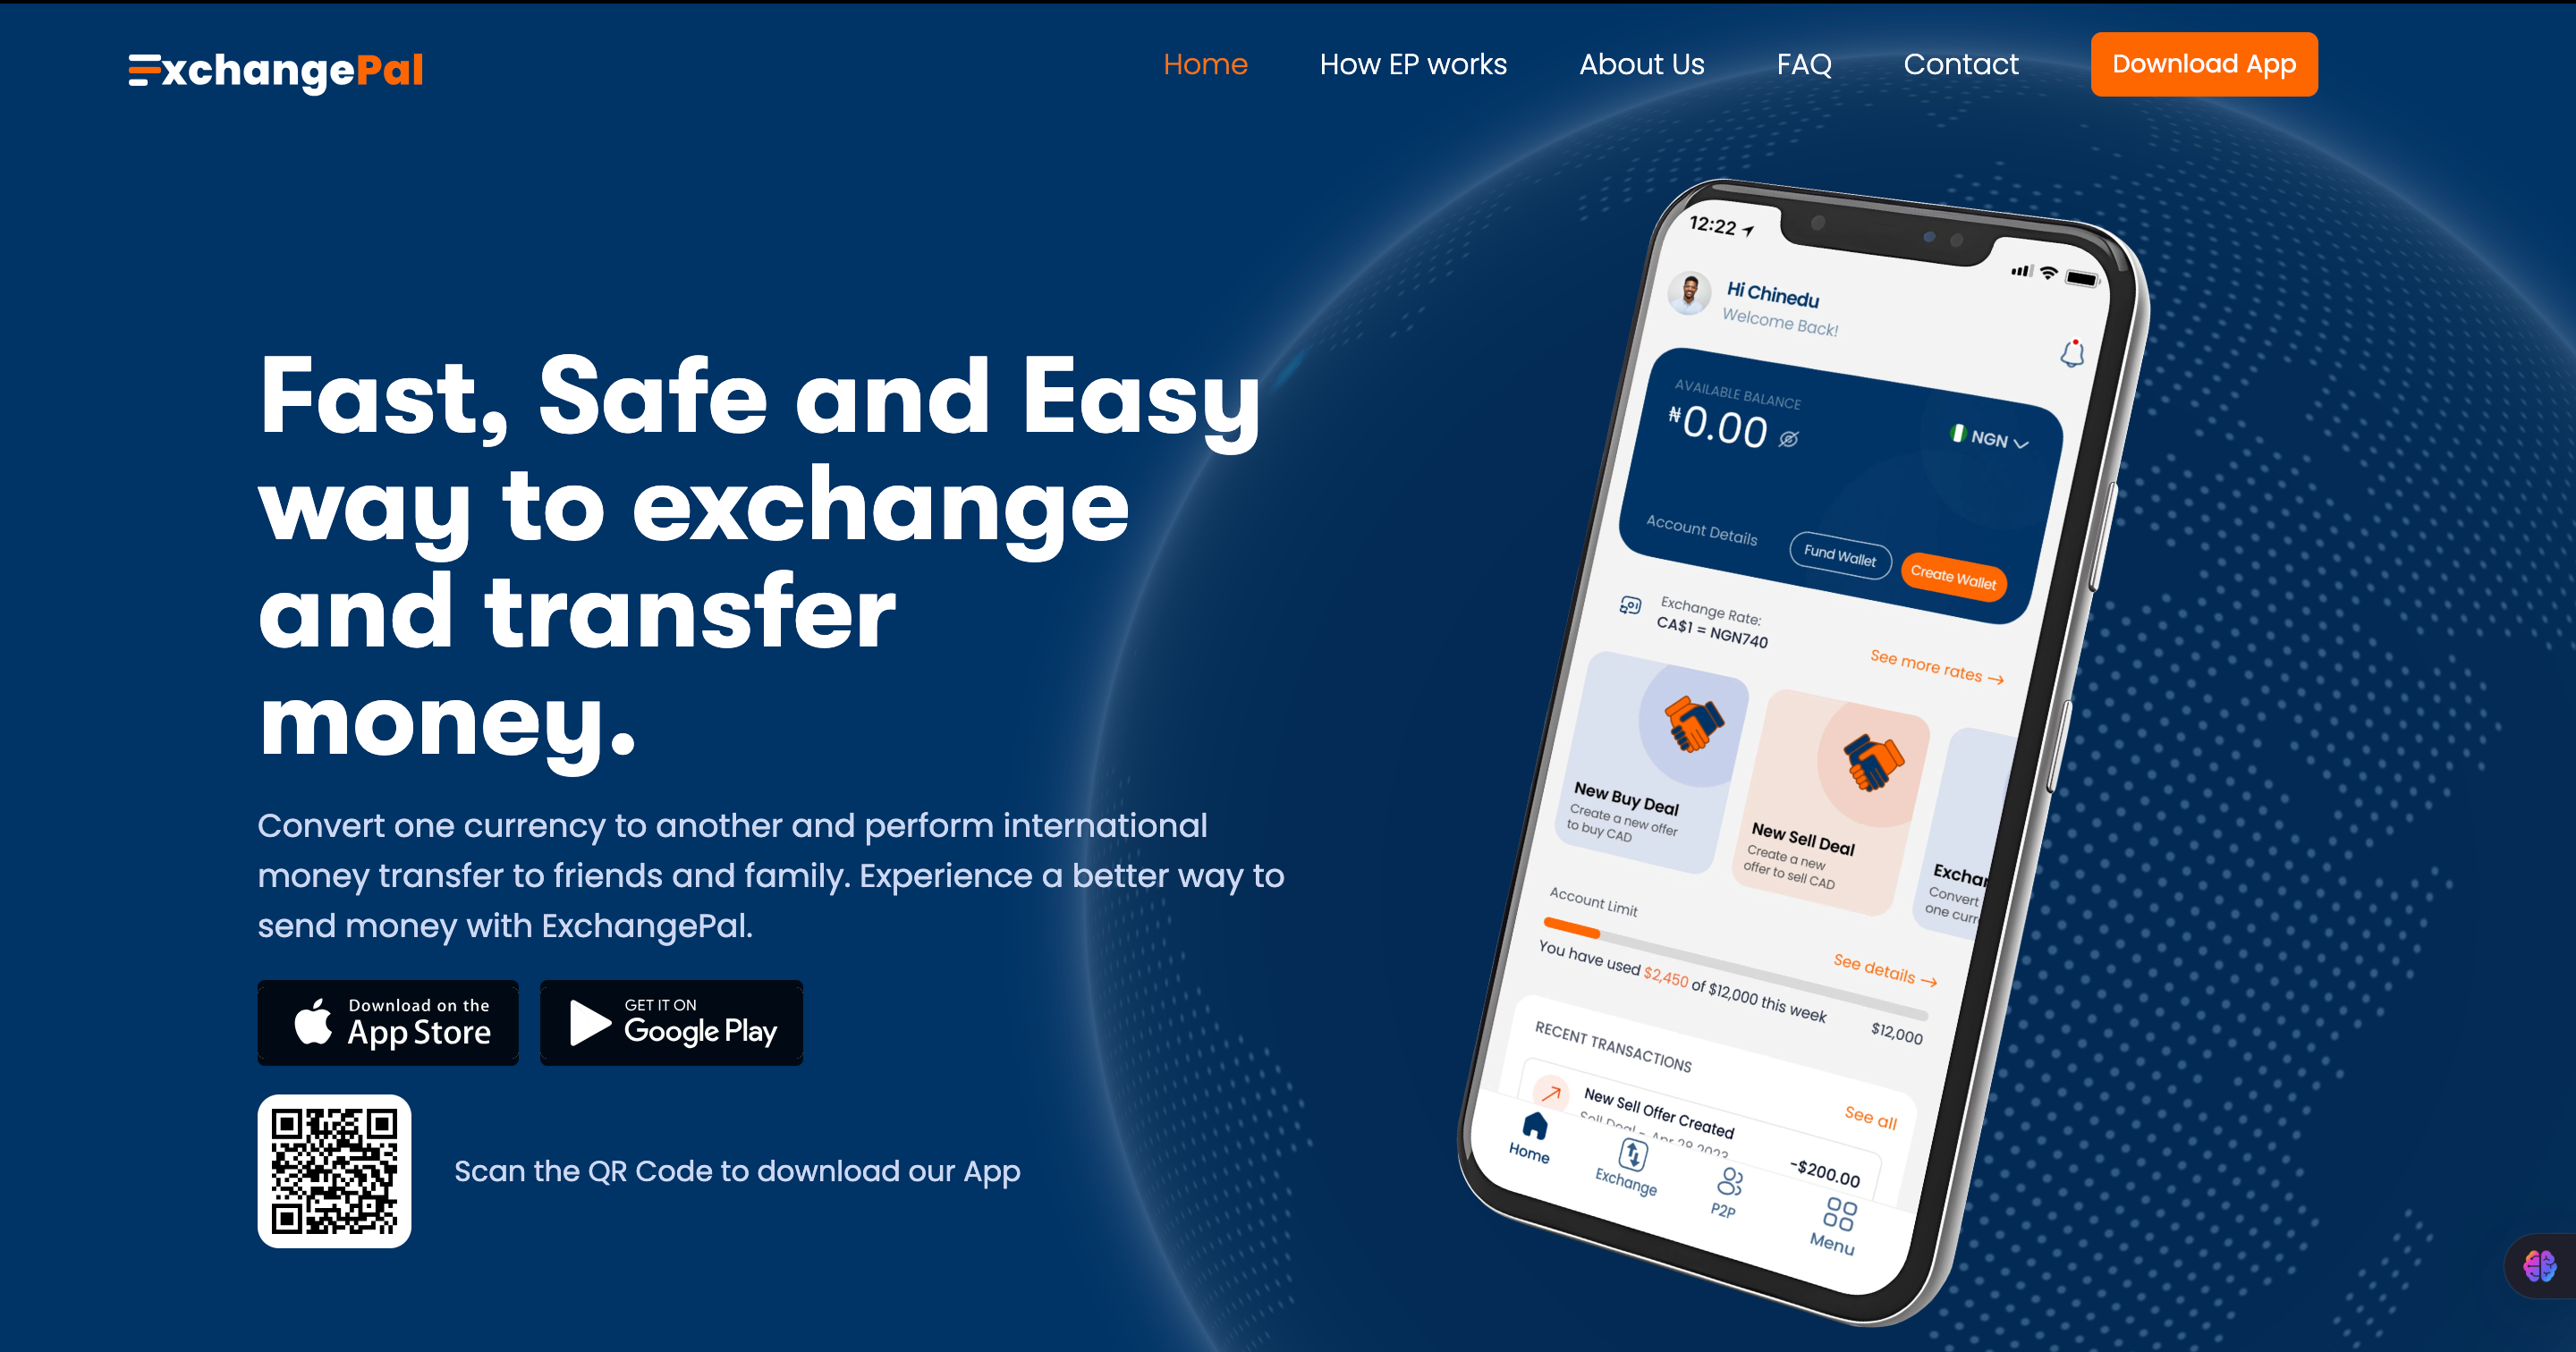 ExchangePal
Home
How EP works
About Us
FAQ
Contact
Download App
Fast, Safe and Easy
way to exchange
and transfer
money.
Convert one currency to another and perform international
money transfer to friends and family. Experience a better way to
send money with ExchangePal.
Download on the
App Store
GET IT ON
Google Play
Scan the QR Code to download our App
12:22
Hi Chinedu
Welcome Back!
AVAILABLE BALANCE
₦0.00
NGN
Account Details
Fund Wallet
Create Wallet
Exchange Rate:
CA$1 = NGN740
See more rates →
New Buy Deal
Create a new offer
to buy CAD
New Sell Deal
Create a new
offer to sell CAD
Exchan
Convert
one curr
Account Limit
See details →
You have used $2,450 of $12,000 this week
$12,000
RECENT TRANSACTIONS
See all
New Sell Offer Created
Sell Deal - Apr 28 2023
-$200.00
Home
Exchange
P2P
Menu